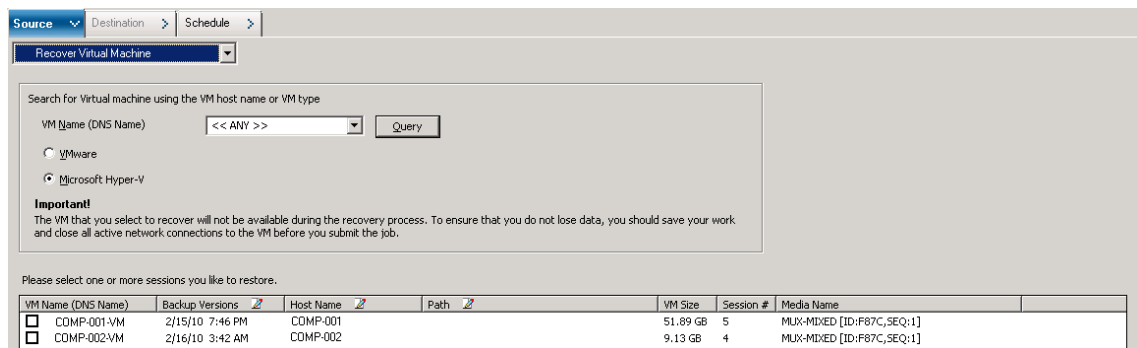 Source Destination Schedule
Recover Virtual Machine
Search for Virtual machine using the VM host name or VM type
VM Name (DNS Name) << ANY >> Query
VMware
Microsoft Hyper-V
Important!
The VM that you select to recover will not be available during the recovery process. To ensure that you do not lose data, you should save your work
and close all active network connections to the VM before you submit the job.
Please select one or more sessions you like to restore.
VM Name (DNS Name) Backup Versions Host Name Path VM Size Session # Media Name
COMP-001-VM 2/15/10 7:46 PM COMP-001 51.89 GB 5 MUX-MIXED [ID:F87C,SEQ:1]
COMP-002-VM 2/16/10 3:42 AM COMP-002 9.13 GB 4 MUX-MIXED [ID:F87C,SEQ:1]